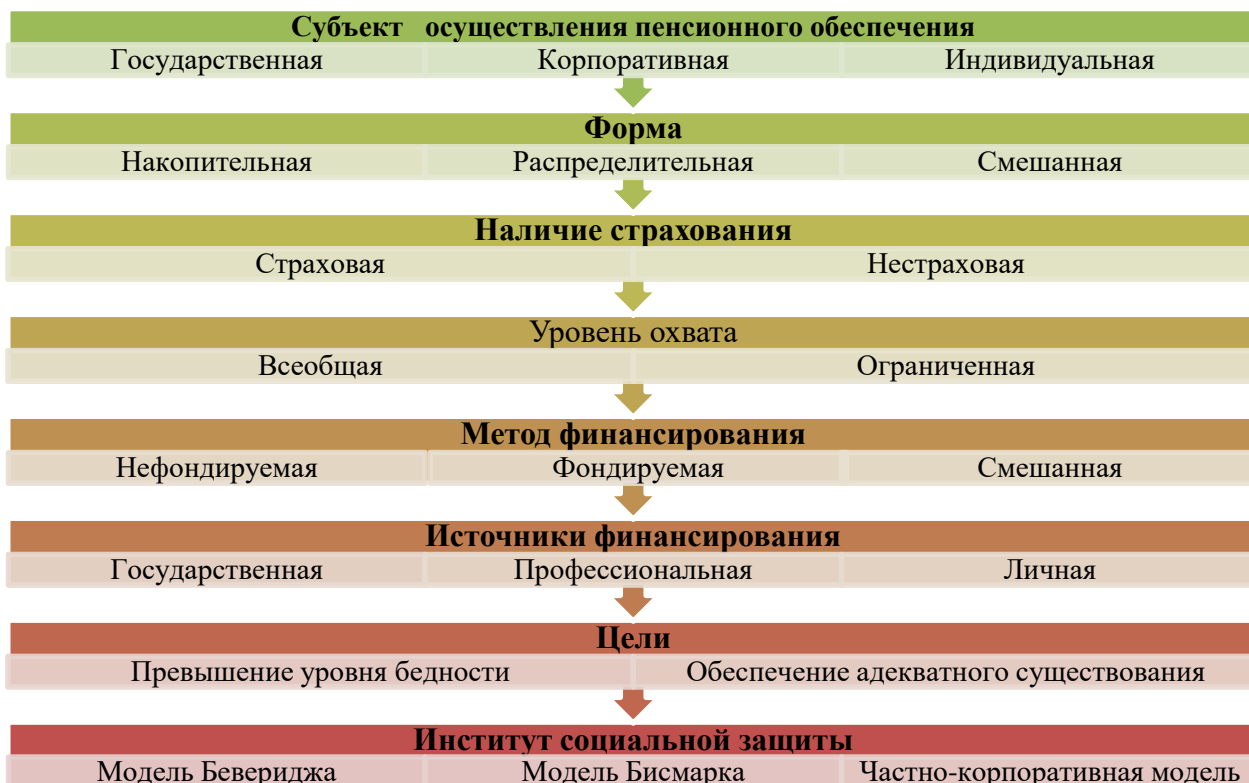 Субъект осуществления пенсионного обеспечения
Государственная Корпоративная Индивидуальная
Форма
Накопительная Распределительная Смешанная
Наличие страхования
Страховая Нестраховая
Уровень охвата
Всеобщая Ограниченная
Метод финансирования
Нефондируемая Фондируемая Смешанная
Источники финансирования
Государственная Профессиональная Личная
Цели
Превышение уровня бедности Обеспечение адекватного существования
Институт социальной защиты
Модель Бевериджа Модель Бисмарка Частно-корпоративная модель